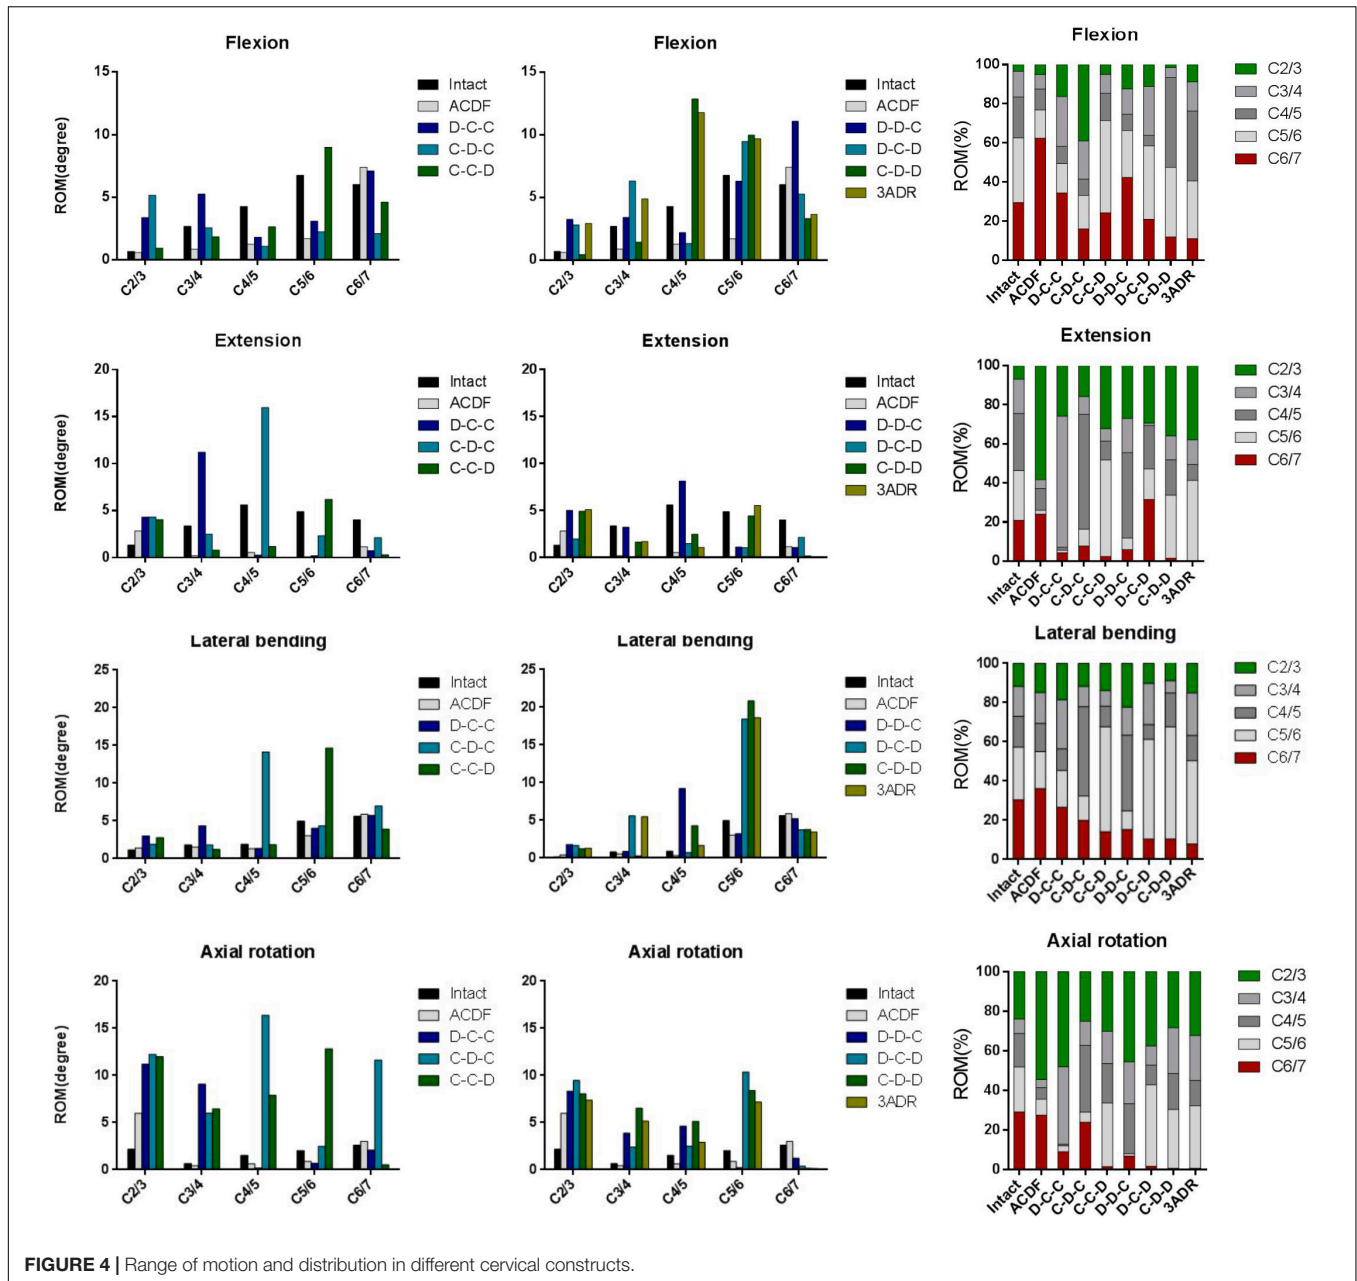 Flexion
ROM(degree)
15
10
5
0
C2/3
C3/4
C4/5
C5/6
C6/7
Intact
ACDF
D-C-C
C-D-C
C-C-D
Flexion
15
10
5
0
C2/3
C3/4
C4/5
C5/6
C6/7
Intact
ACDF
D-D-C
D-C-D
C-D-D
3ADR
Flexion
ROM(%)
100
80
60
40
20
0
Intact
ACDF
D-C-C
C-D-C
C-C-D
D-D-C
D-C-D
C-D-D
3ADR
C2/3
C3/4
C4/5
C5/6
C6/7
Extension
ROM(degree)
20
15
10
5
0
C2/3
C3/4
C4/5
C5/6
C6/7
Intact
ACDF
D-C-C
C-D-C
C-C-D
Extension
20
15
10
5
0
C2/3
C3/4
C4/5
C5/6
C6/7
Intact
ACDF
D-D-C
D-C-D
C-D-D
3ADR
Extension
ROM(%)
100
80
60
40
20
0
Intact
ACDF
D-C-C
C-D-C
C-C-D
D-D-C
D-C-D
C-D-D
3ADR
C2/3
C3/4
C4/5
C5/6
C6/7
Lateral bending
ROM(degree)
25
20
15
10
5
0
C2/3
C3/4
C4/5
C5/6
C6/7
Intact
ACDF
D-C-C
C-D-C
C-C-D
Lateral bending
25
20
15
10
5
0
C2/3
C3/4
C4/5
C5/6
C6/7
Intact
ACDF
D-D-C
D-C-D
C-D-D
3ADR
Lateral bending
ROM(%)
100
80
60
40
20
0
Intact
ACDF
D-C-C
C-D-C
C-C-D
D-D-C
D-C-D
C-D-D
3ADR
C2/3
C3/4
C4/5
C5/6
C6/7
Axial rotation
ROM(degree)
20
15
10
5
0
C2/3
C3/4
C4/5
C5/6
C6/7
Intact
ACDF
D-C-C
C-D-C
C-C-D
Axial rotation
20
15
10
5
0
C2/3
C3/4
C4/5
C5/6
C6/7
Intact
ACDF
D-D-C
D-C-D
C-D-D
3ADR
Axial rotation
ROM(%)
100
80
60
40
20
0
Intact
ACDF
D-C-C
C-D-C
C-C-D
D-D-C
D-C-D
C-D-D
3ADR
C2/3
C3/4
C4/5
C5/6
C6/7
FIGURE 4 | Range of motion and distribution in different cervical constructs.